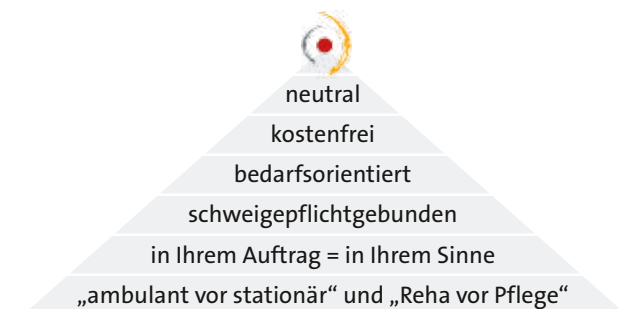 neutral
kostenfrei
bedarfsorientiert
schweigepflichtgebunden
in Ihrem Auftrag = in Ihrem Sinne
„ambulant vor stationär“ und „Reha vor Pflege“